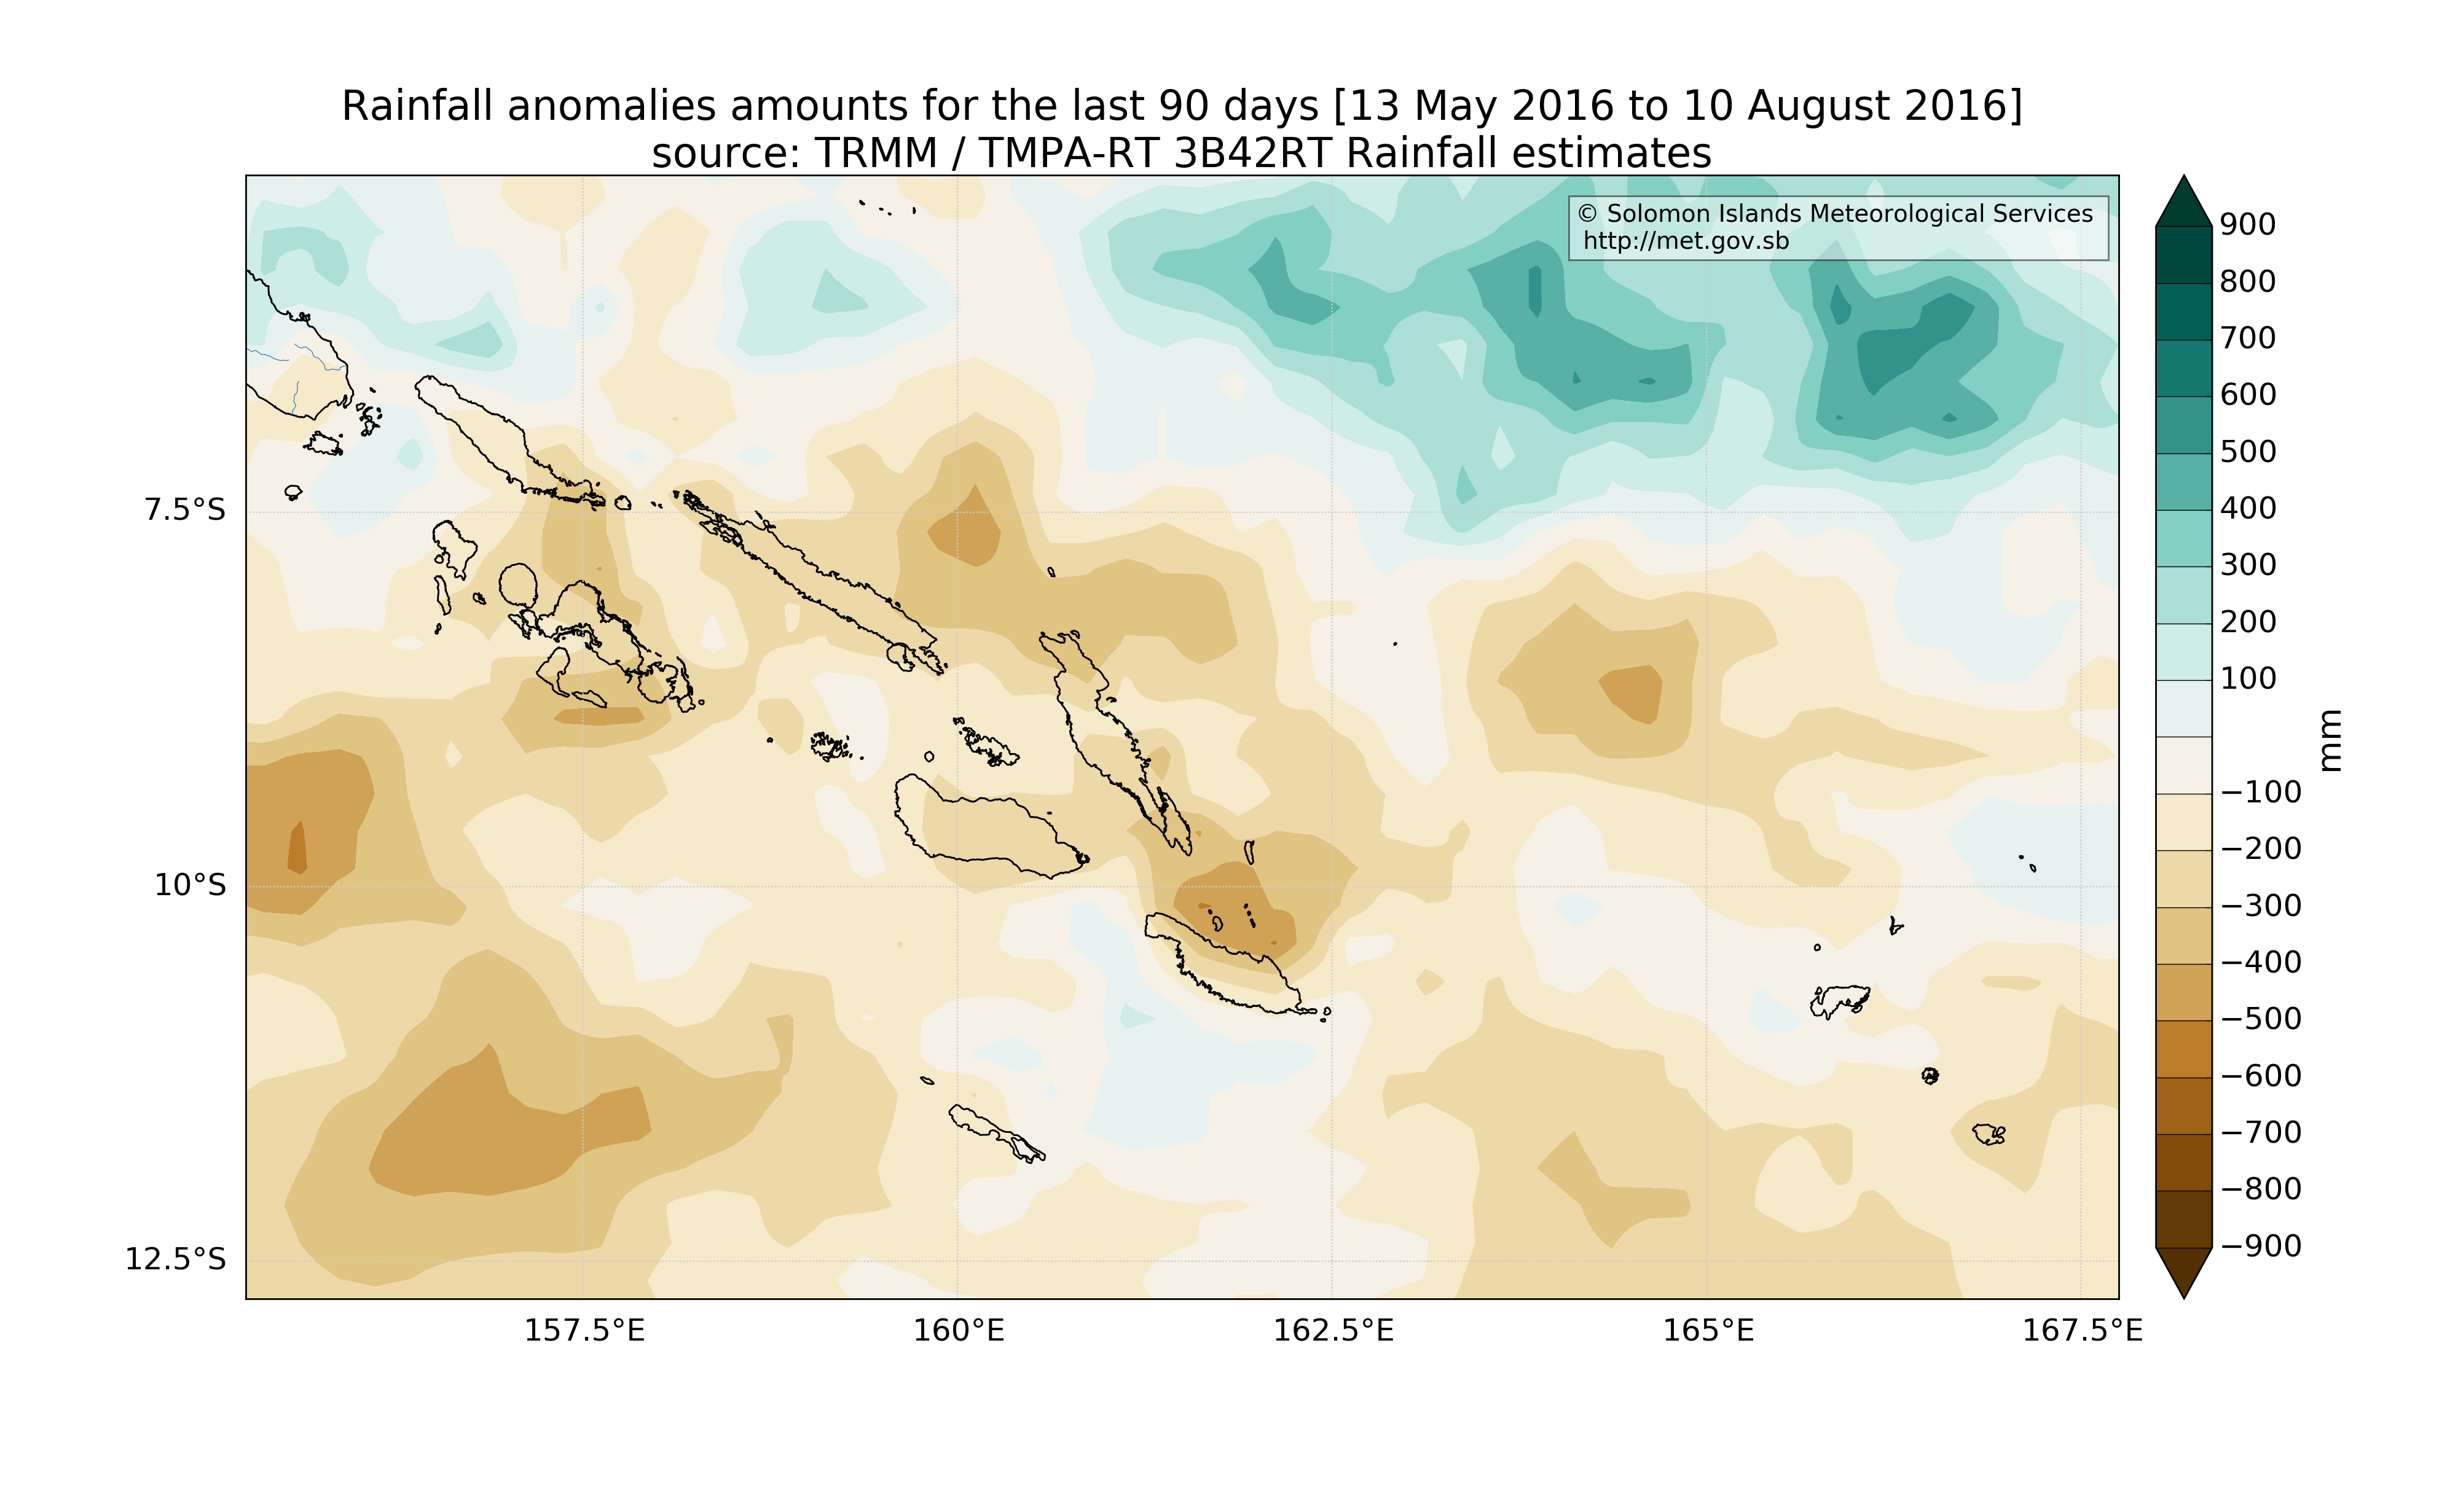 Rainfall anomalies amounts for the last 90 days [13 May 2016 to 10 August 2016]
source: TRMM / TMPA-RT 3B42RT Rainfall estimates
© Solomon Islands Meteorological Services
http://met.gov.sb
7.5°S
10°S
12.5°S
157.5°E
160°E
162.5°E
165°E
167.5°E
900
800
700
600
500
400
300
200
100
−100
−200
−300
−400
−500
−600
−700
−800
−900
mm